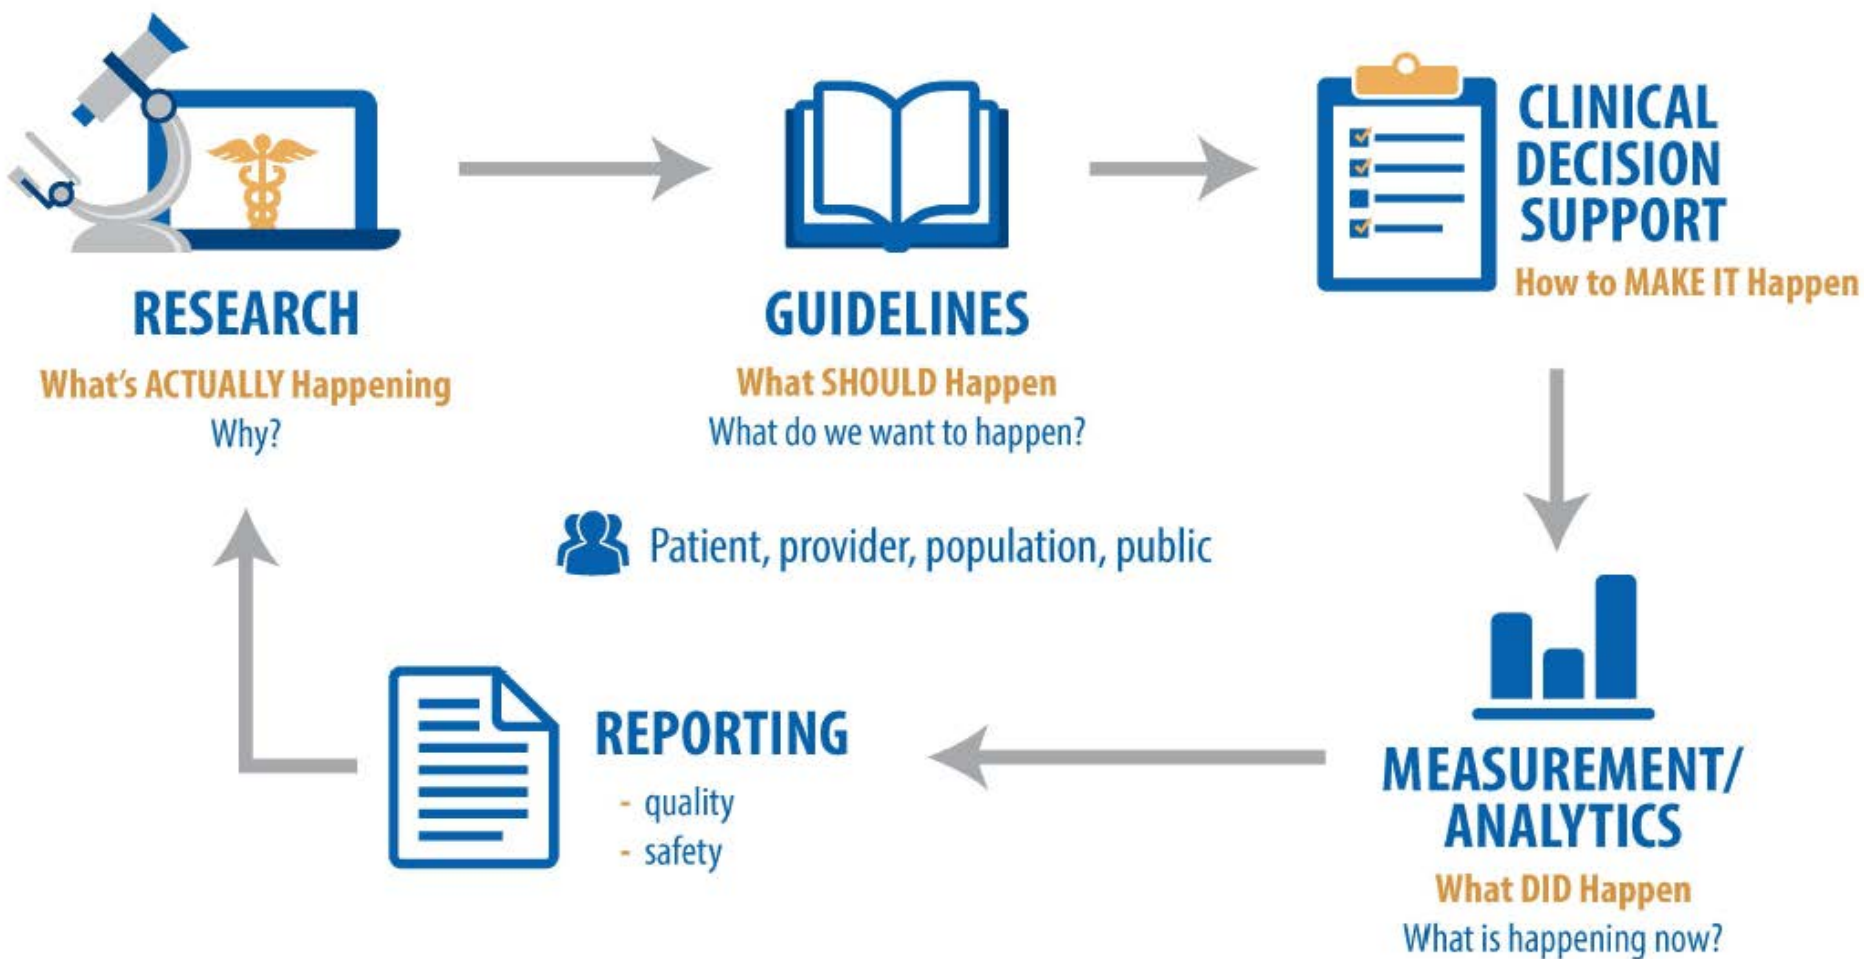 RESEARCH
What's ACTUALLY Happening
Why?
GUIDELINES
What SHOULD Happen
What do we want to happen?
CLINICAL
DECISION
SUPPORT
How to MAKE IT Happen
Patient, provider, population, public
MEASUREMENT/
ANALYTICS
What DID Happen
What is happening now?
REPORTING
- quality
- safety